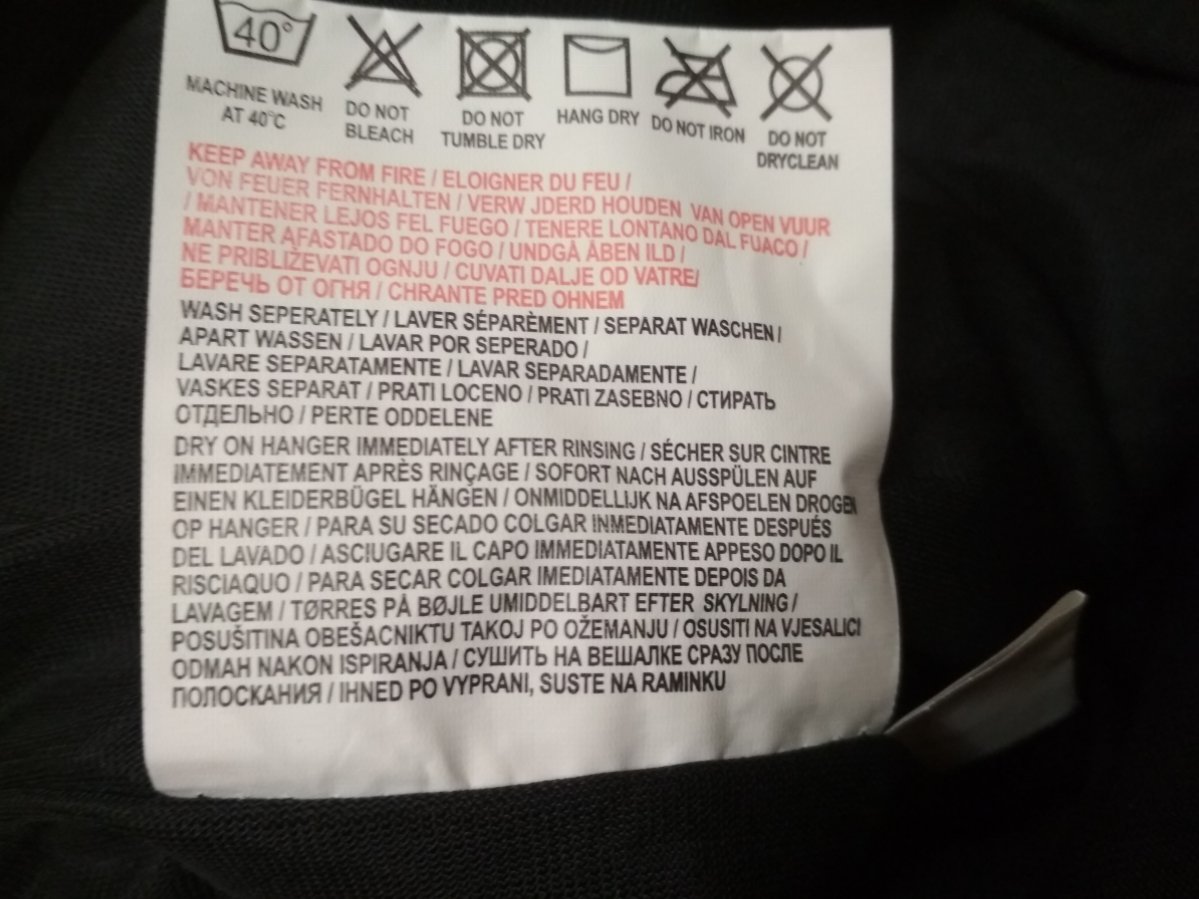 40°
MACHINE WASH
AT 40°C
DO NOT
BLEACH
DO NOT
TUMBLE DRY
HANG DRY
DO NOT IRON
DO NOT
DRYCLEAN
KEEP AWAY FROM FIRE / ELOIGNER DU FEU /
VON FEUER FERNHALTEN / VERW JDERD HOUDEN VAN OPEN VUUR
/ MANTENER LEJOS FEL FUEGO / TENERE LONTANO DAL FUACO /
MANTER AFASTADO DO FOGO / UNDGÅ ÅBEN ILD /
NE PRIBLIŽEVATI OGNJU / CUVATI DALJE OD VATRE/
БЕРЕЧЬ ОТ ОГНЯ / CHRANTE PRED OHNEM
WASH SEPERATELY / LAVER SÉPARÈMENT / SEPARAT WASCHEN /
APART WASSEN / LAVAR POR SEPERADO /
LAVARE SEPARATAMENTE / LAVAR SEPARADAMENTE /
VASKES SEPARAT / PRATI LOCENO / PRATI ZASEBNO / СТИРАТЬ
ОТДЕЛЬНО / PERTE ODDELENE
DRY ON HANGER IMMEDIATELY AFTER RINSING / SÉCHER SUR CINTRE
IMMEDIATEMENT APRÈS RINÇAGE / SOFORT NACH AUSSPÜLEN AUF
EINEN KLEIDERBÜGEL HÄNGEN / ONMIDDELLIJK NA AFSPOELEN DROGEN
OP HANGER / PARA SU SECADO COLGAR INMEDIATAMENTE DESPUÉS
DEL LAVADO / ASCIUGARE IL CAPO IMMEDIATAMENTE APPESO DOPO IL
RISCIAQUO / PARA SECAR COLGAR IMEDIATAMENTE DEPOIS DA
LAVAGEM / TØRRES PÅ BØJLE UMIDDELBART EFTER SKYLNING /
POSUŠITINA OBEŠACNIKTU TAKOJ PO OŽEMANJU / OSUSITI NA VJESALICI
ODMAH NAKON ISPIRANJA / СУШИТЬ НА ВЕШАЛКЕ СРАЗУ ПОСЛЕ
ПОЛОСКАНИЯ / IHNED PO VYPRANI, SUSTE NA RAMINKU